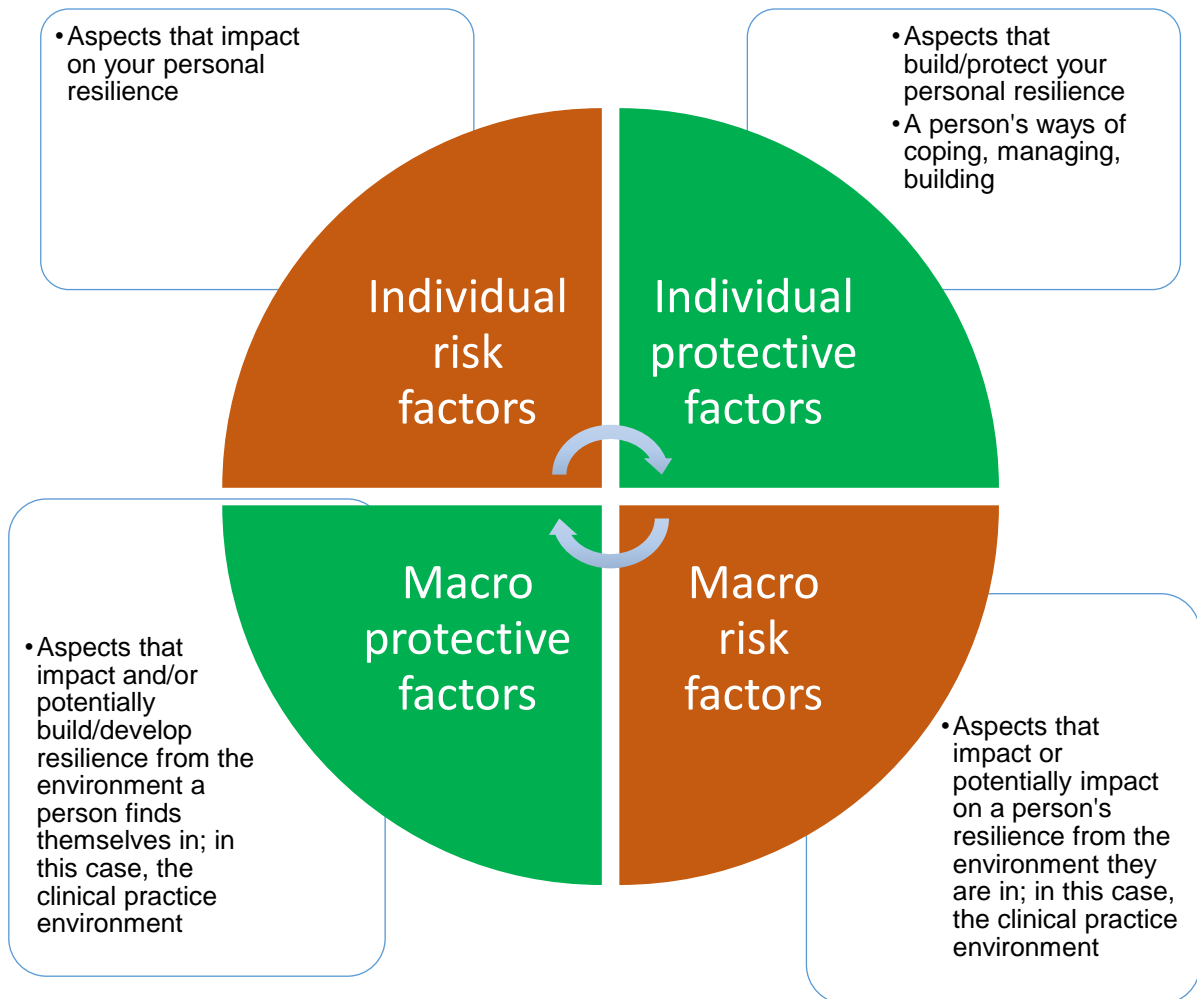 •Aspects that impact
on your personal
resilience
•Aspects that
build/protect your
personal resilience
•A person's ways of
coping, managing,
building
Individual
risk
factors
Individual
protective
factors
Macro
protective
factors
Macro
risk
factors
•Aspects that
impact and/or
potentially
build/develop
resilience from the
environment a
person finds
themselves in; in
this case, the
clinical practice
environment
•Aspects that
impact or
potentially impact
on a person's
resilience from the
environment they
are in; in this case,
the clinical practice
environment